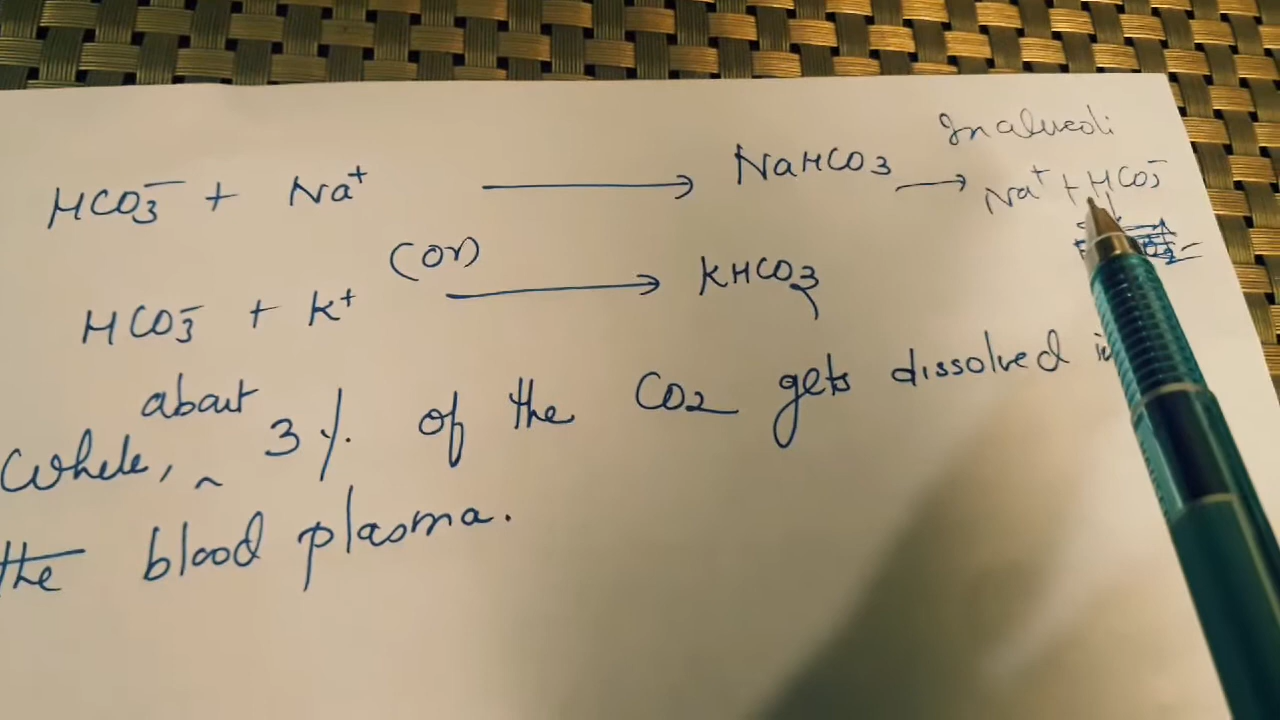 In alveoli
HCO3⁻ + Na⁺ → NaHCO3 → Na⁺ + HCO3⁻
(or)
HCO3⁻ + K⁺ → KHCO3
about
While, ^ 3% of the CO2 gets dissolved
the blood plasma.